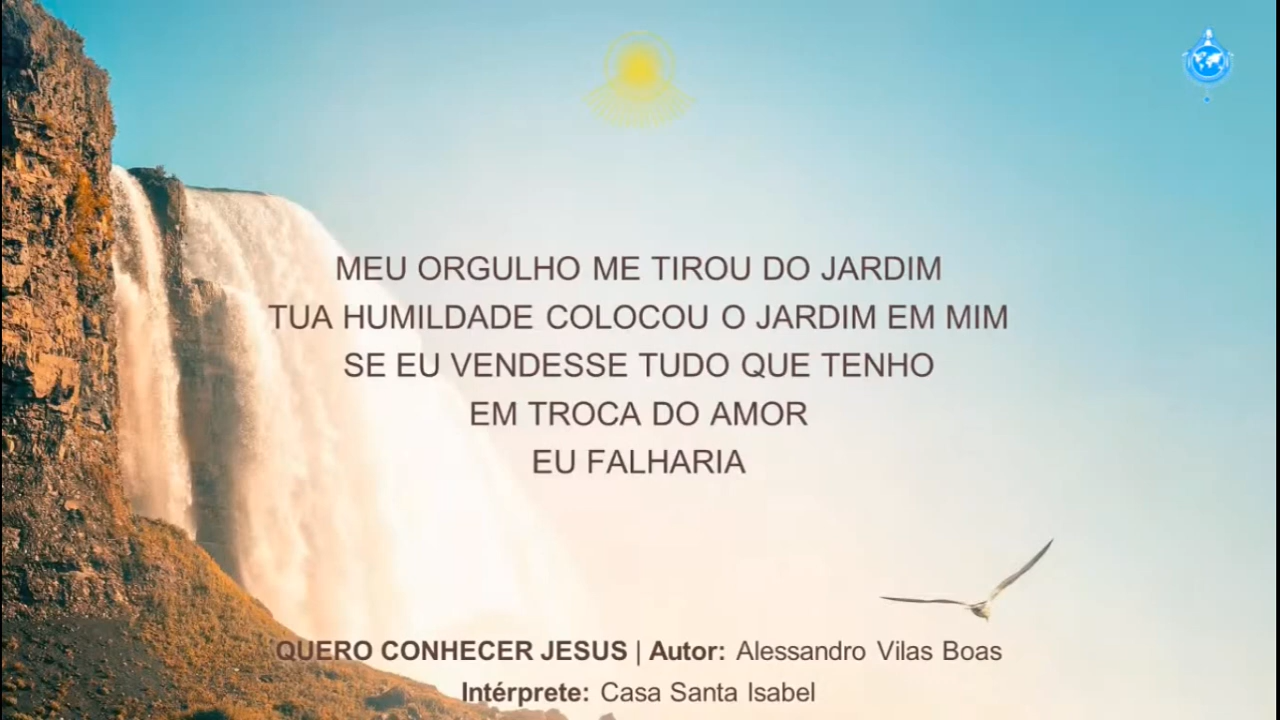 MEU ORGULHO ME TIROU DO JARDIM
TUA HUMILDADE COLOCOU O JARDIM EM MIM
SE EU VENDESSE TUDO QUE TENHO
EM TROCA DO AMOR
EU FALHARIA
QUERO CONHECER JESUS | Autor: Alessandro Vilas Boas
Intérprete: Casa Santa Isabel